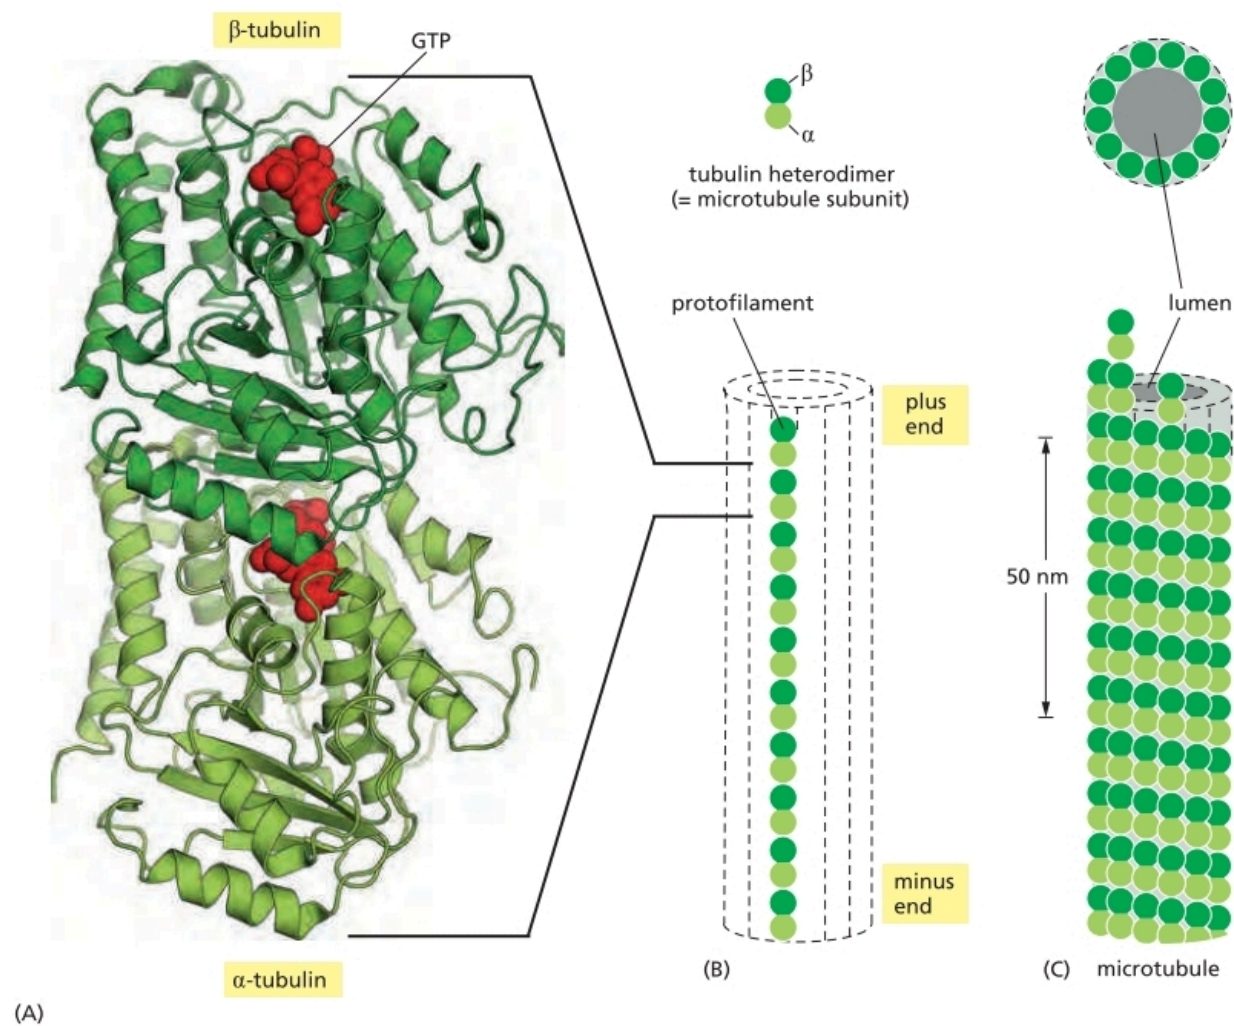 β-tubulin
GTP
α-tubulin
(A)
β
α
tubulin heterodimer
(= microtubule subunit)
protofilament
plus
end
minus
end
(B)
lumen
50 nm
(C)
microtubule